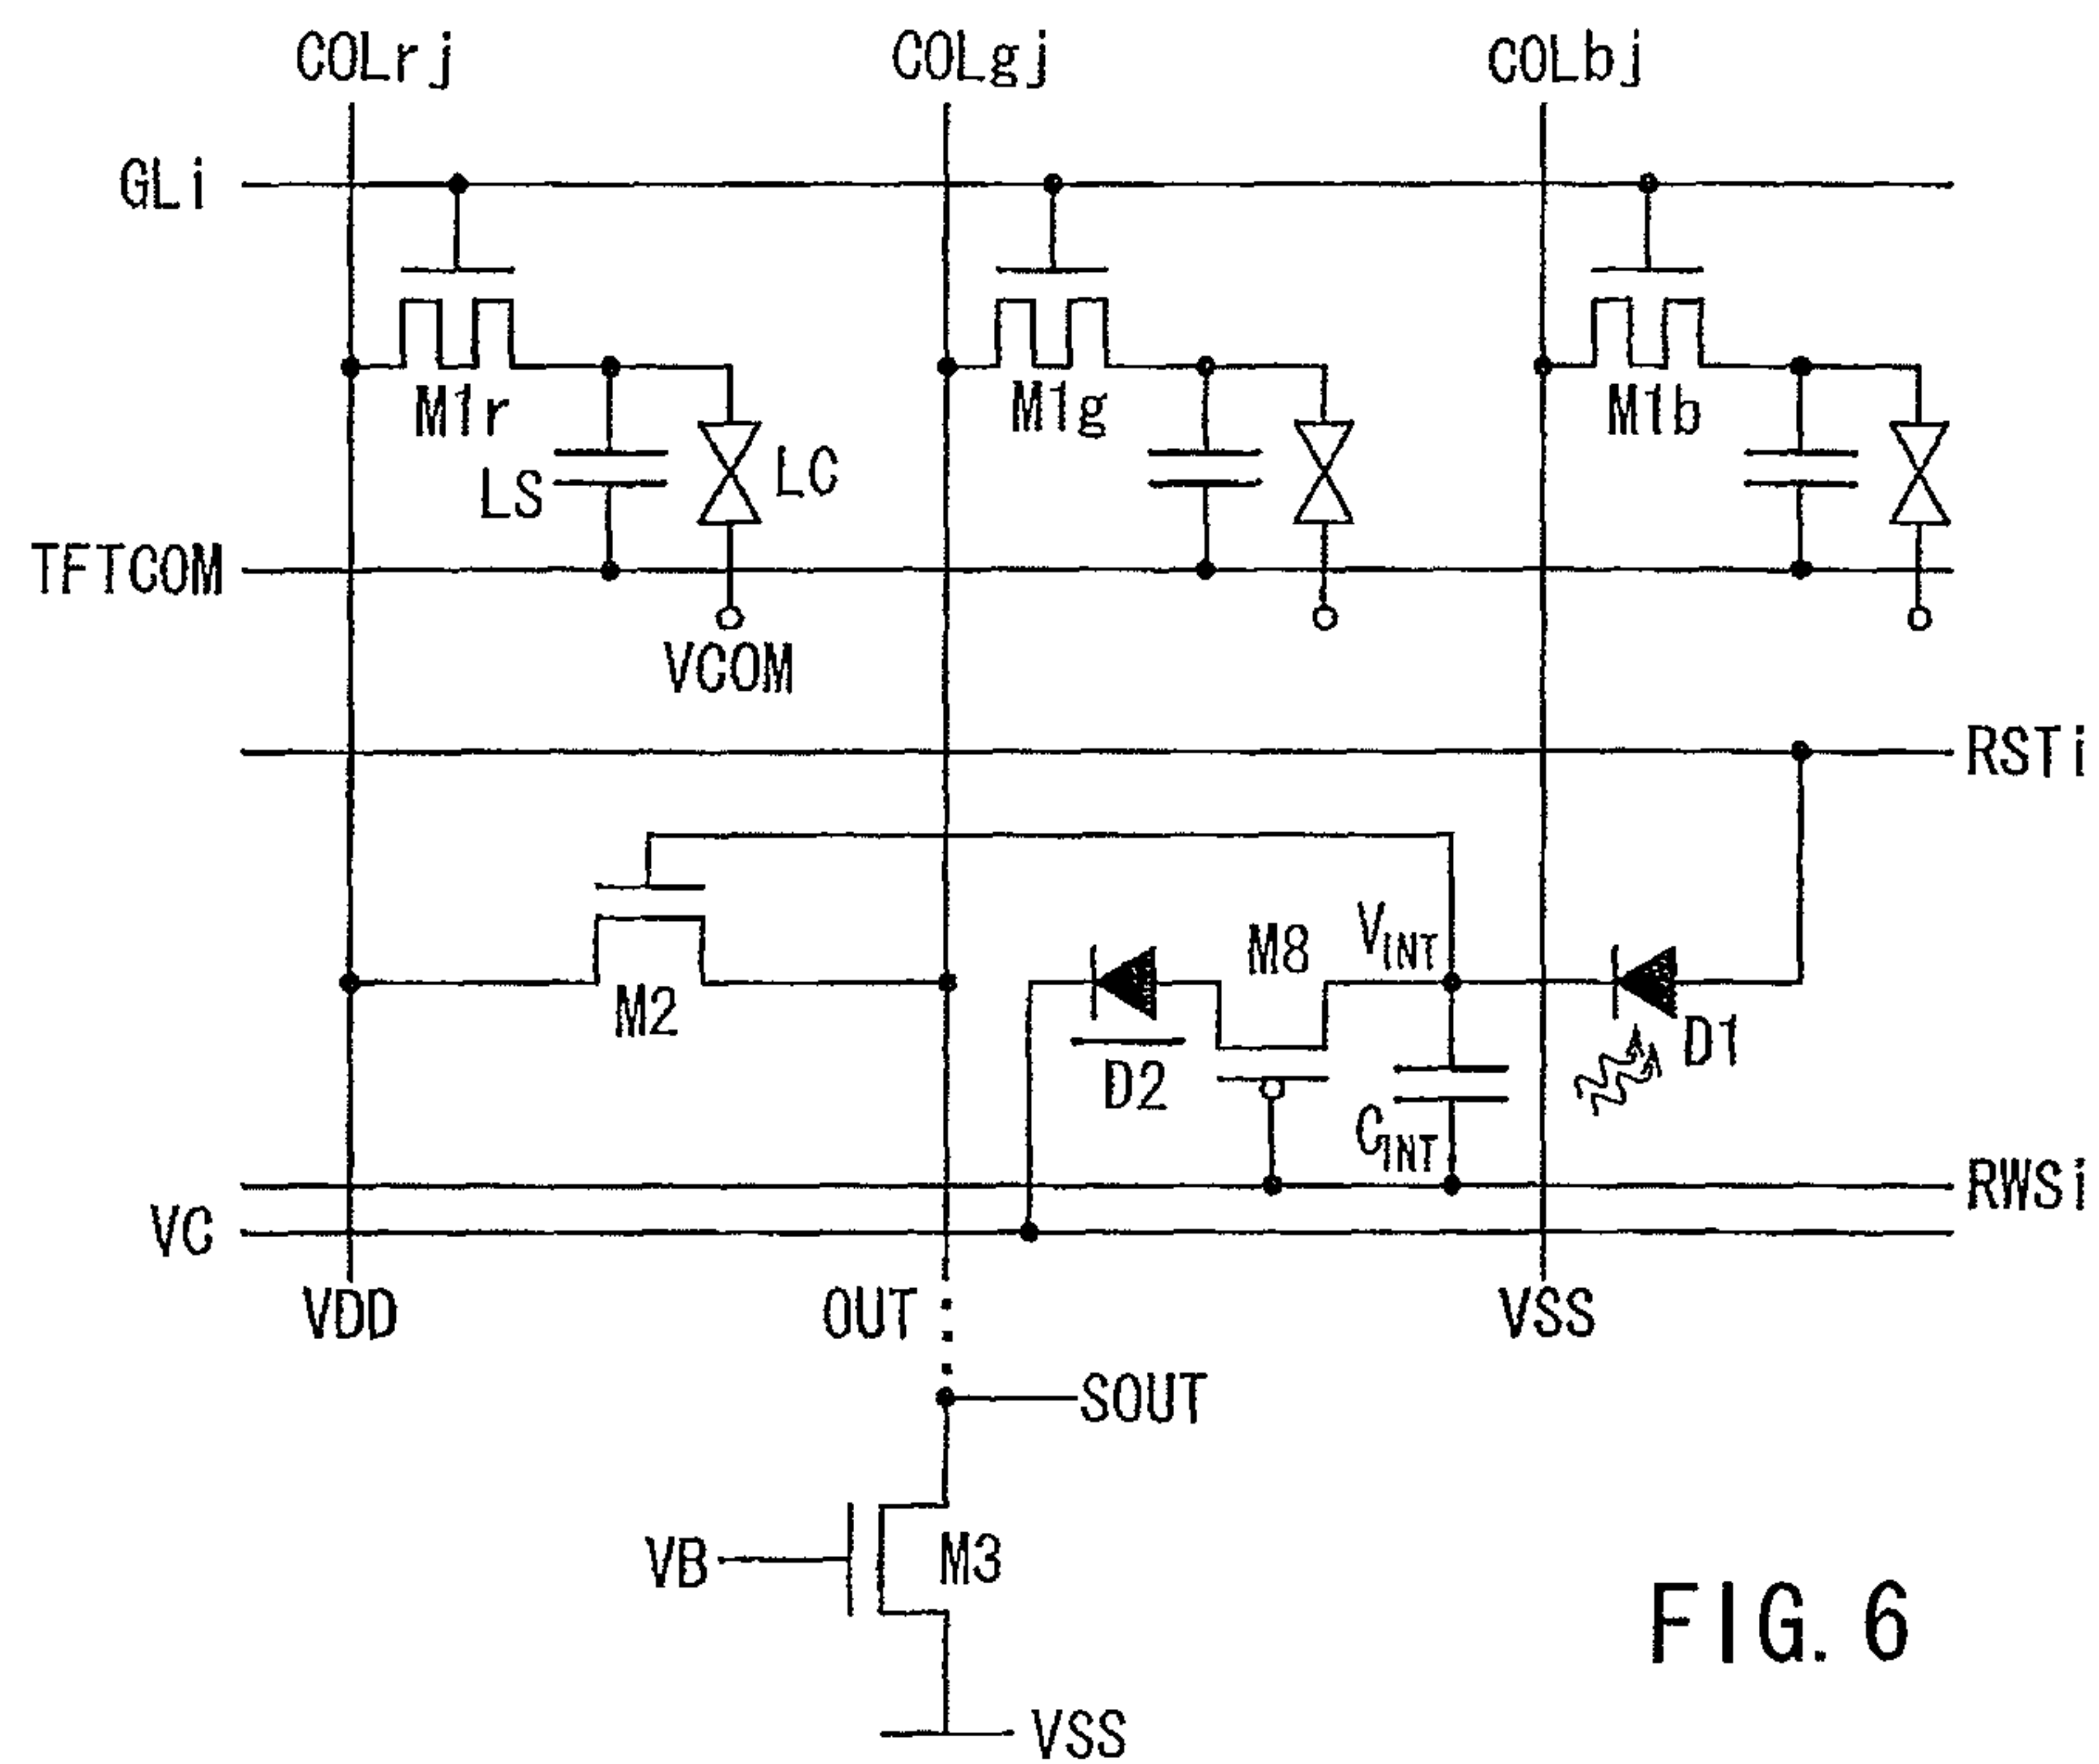 COLrj COLgj COLbj
GLi
M1r M1g M1b
LS LC
TFTCOM
VCOM
RSTi
M2 M8 VINT
D2 D1
CINT
RWSi
VC
VDD OUT VSS
SOUT
VB M3
VSS
FIG. 6